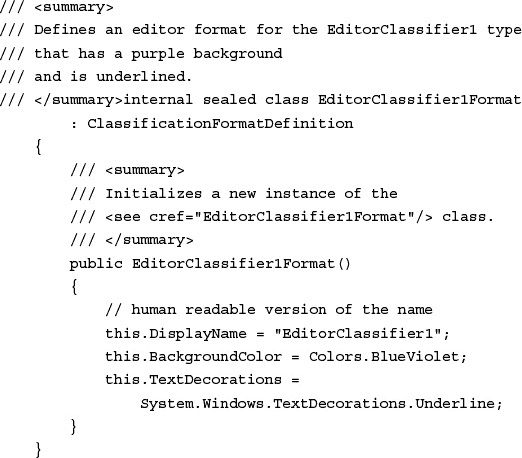 /// <summary>
/// Defines an editor format for the EditorClassifier1 type
/// that has a purple background
/// and is underlined.
/// </summary>internal sealed class EditorClassifier1Format
        : ClassificationFormatDefinition
    {
        /// <summary>
        /// Initializes a new instance of the
        /// <see cref="EditorClassifier1Format"/> class.
        /// </summary>
        public EditorClassifier1Format()
        {
            // human readable version of the name
            this.DisplayName = "EditorClassifier1";
            this.BackgroundColor = Colors.BlueViolet;
            this.TextDecorations =
                System.Windows.TextDecorations.Underline;
        }
    }